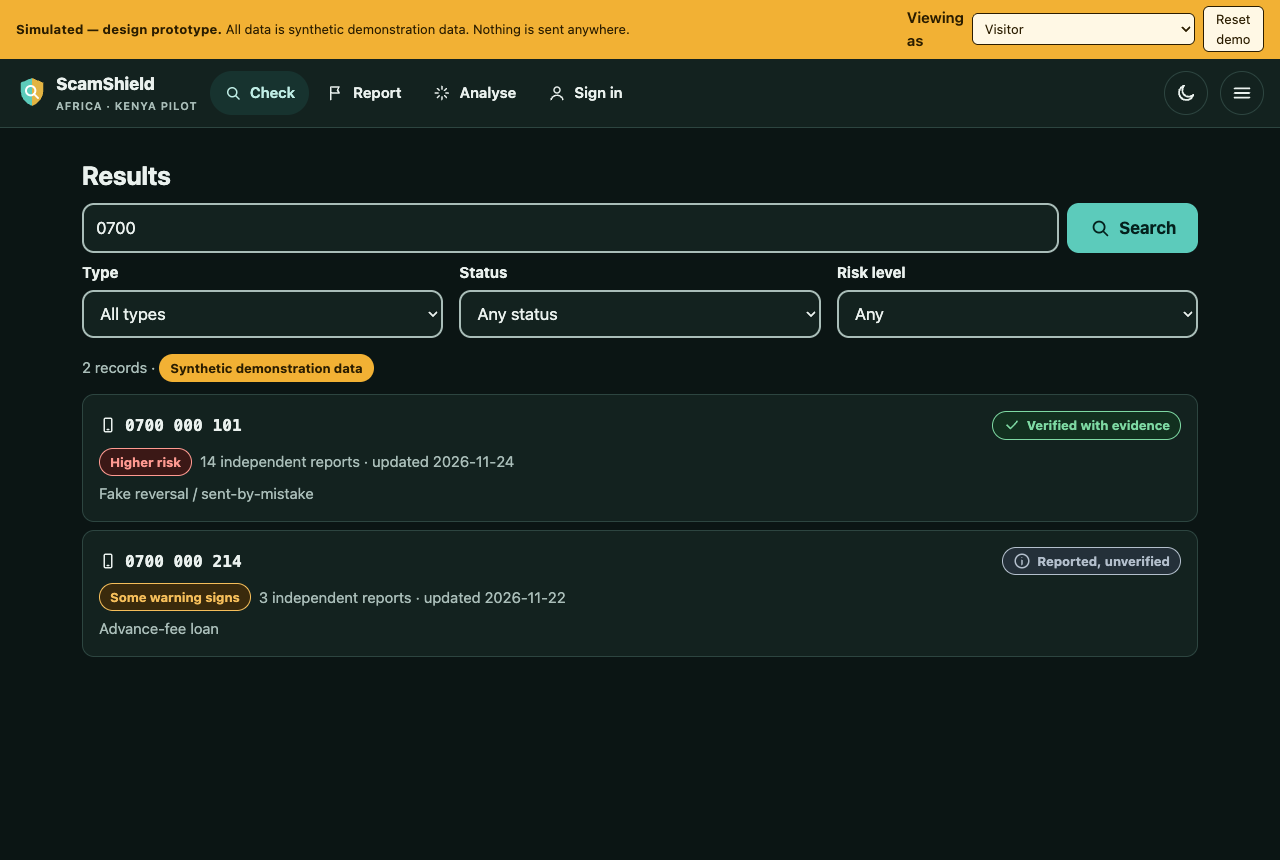 Simulated — design prototype. All data is synthetic demonstration data. Nothing is sent anywhere.
Viewing as
Visitor
Reset demo
ScamShield
AFRICA · KENYA PILOT
Check
Report
Analyse
Sign in
Results
0700
Search
Type
Status
Risk level
All types
Any status
Any
2 records · Synthetic demonstration data
0700 000 101
Verified with evidence
Higher risk 14 independent reports · updated 2026-11-24
Fake reversal / sent-by-mistake
0700 000 214
Reported, unverified
Some warning signs 3 independent reports · updated 2026-11-22
Advance-fee loan